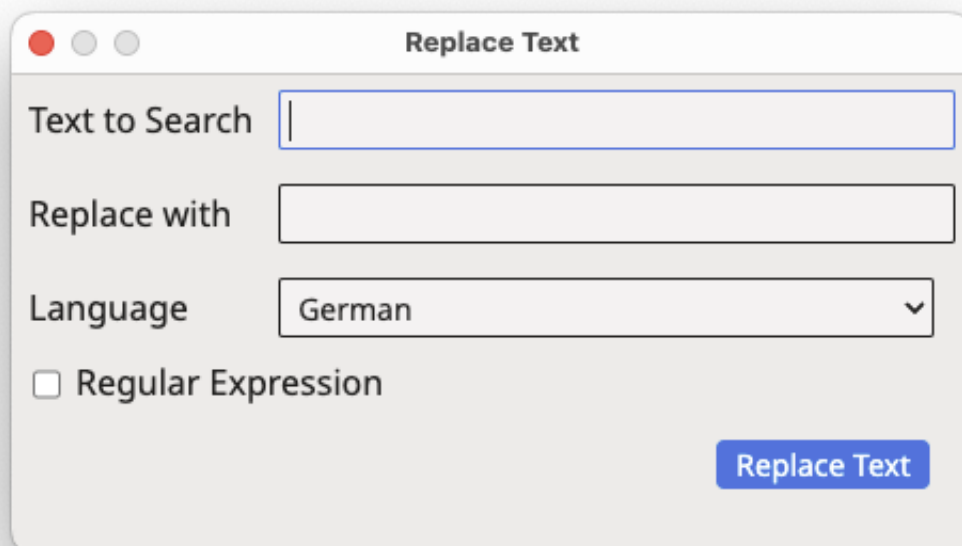 Replace Text
Text to Search
Replace with
Language German
Regular Expression
Replace Text